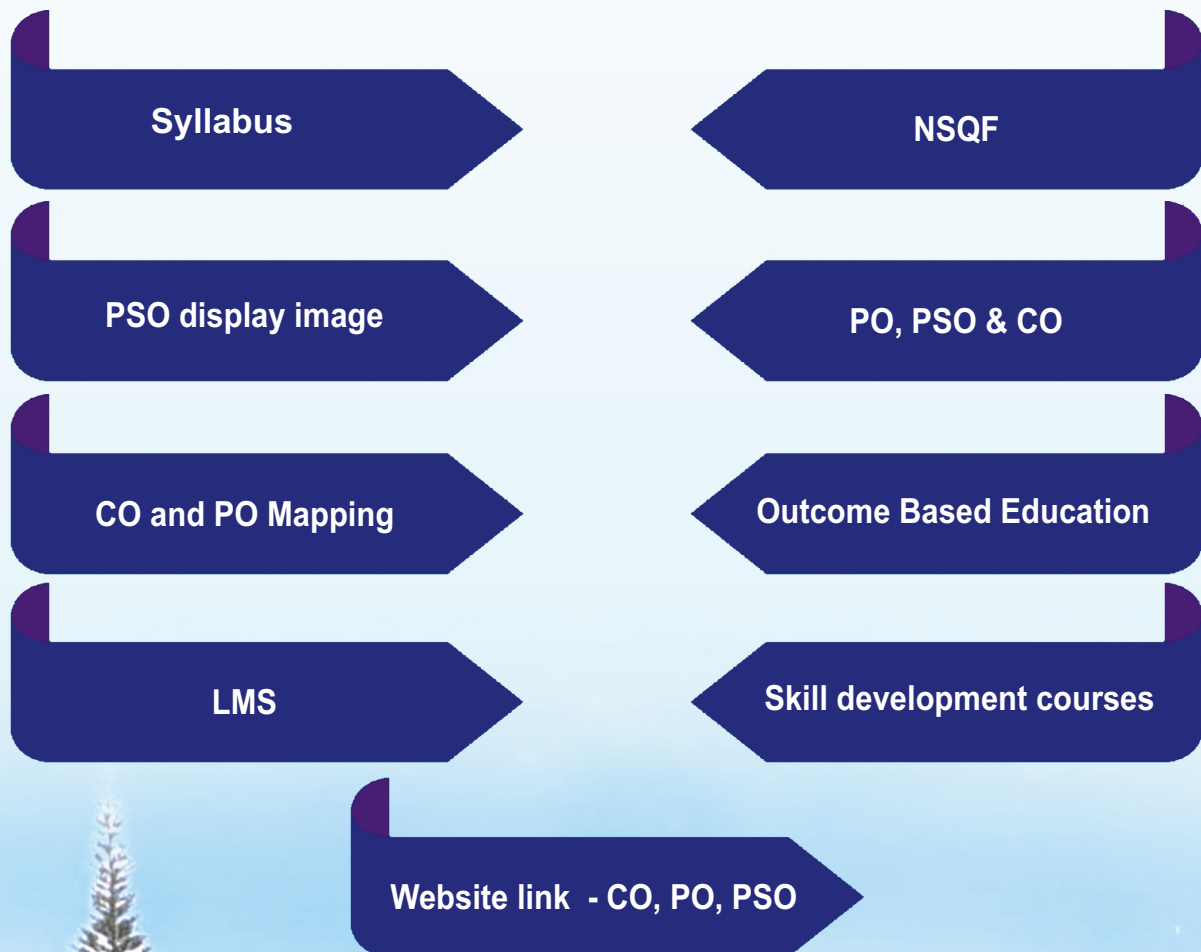 Syllabus
NSQF
PSO display image
PO, PSO & CO
CO and PO Mapping
Outcome Based Education
LMS
Skill development courses
Website link - CO, PO, PSO